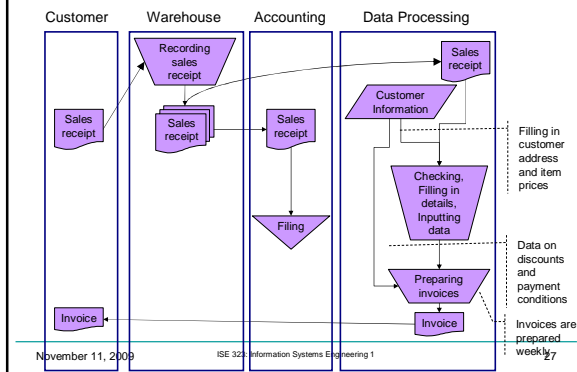 Customer
Warehouse
Accounting
Data Processing
Recording
sales
receipt
Sales
receipt
Customer
Information
Sales
receipt
Sales
receipt
Sales
receipt
Filling in
customer
address
and item
prices
Checking,
Filling in
details,
Inputting
data
Filing
Data on
discounts
and
payment
conditions
Preparing
invoices
Invoice
Invoice
Invoices are
prepared
weekly
November 11, 2009
ISE 323: Information Systems Engineering 1
27